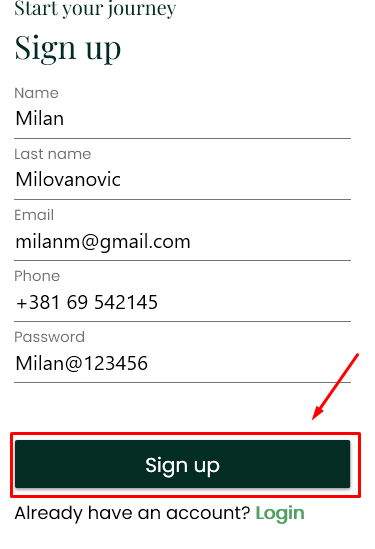 Start your journey
Sign up
Name
Milan
Last name
Milovanovic
Email
milanm@gmail.com
Phone
+381 69 542145
Password
Milan@123456
Sign up
Already have an account? Login